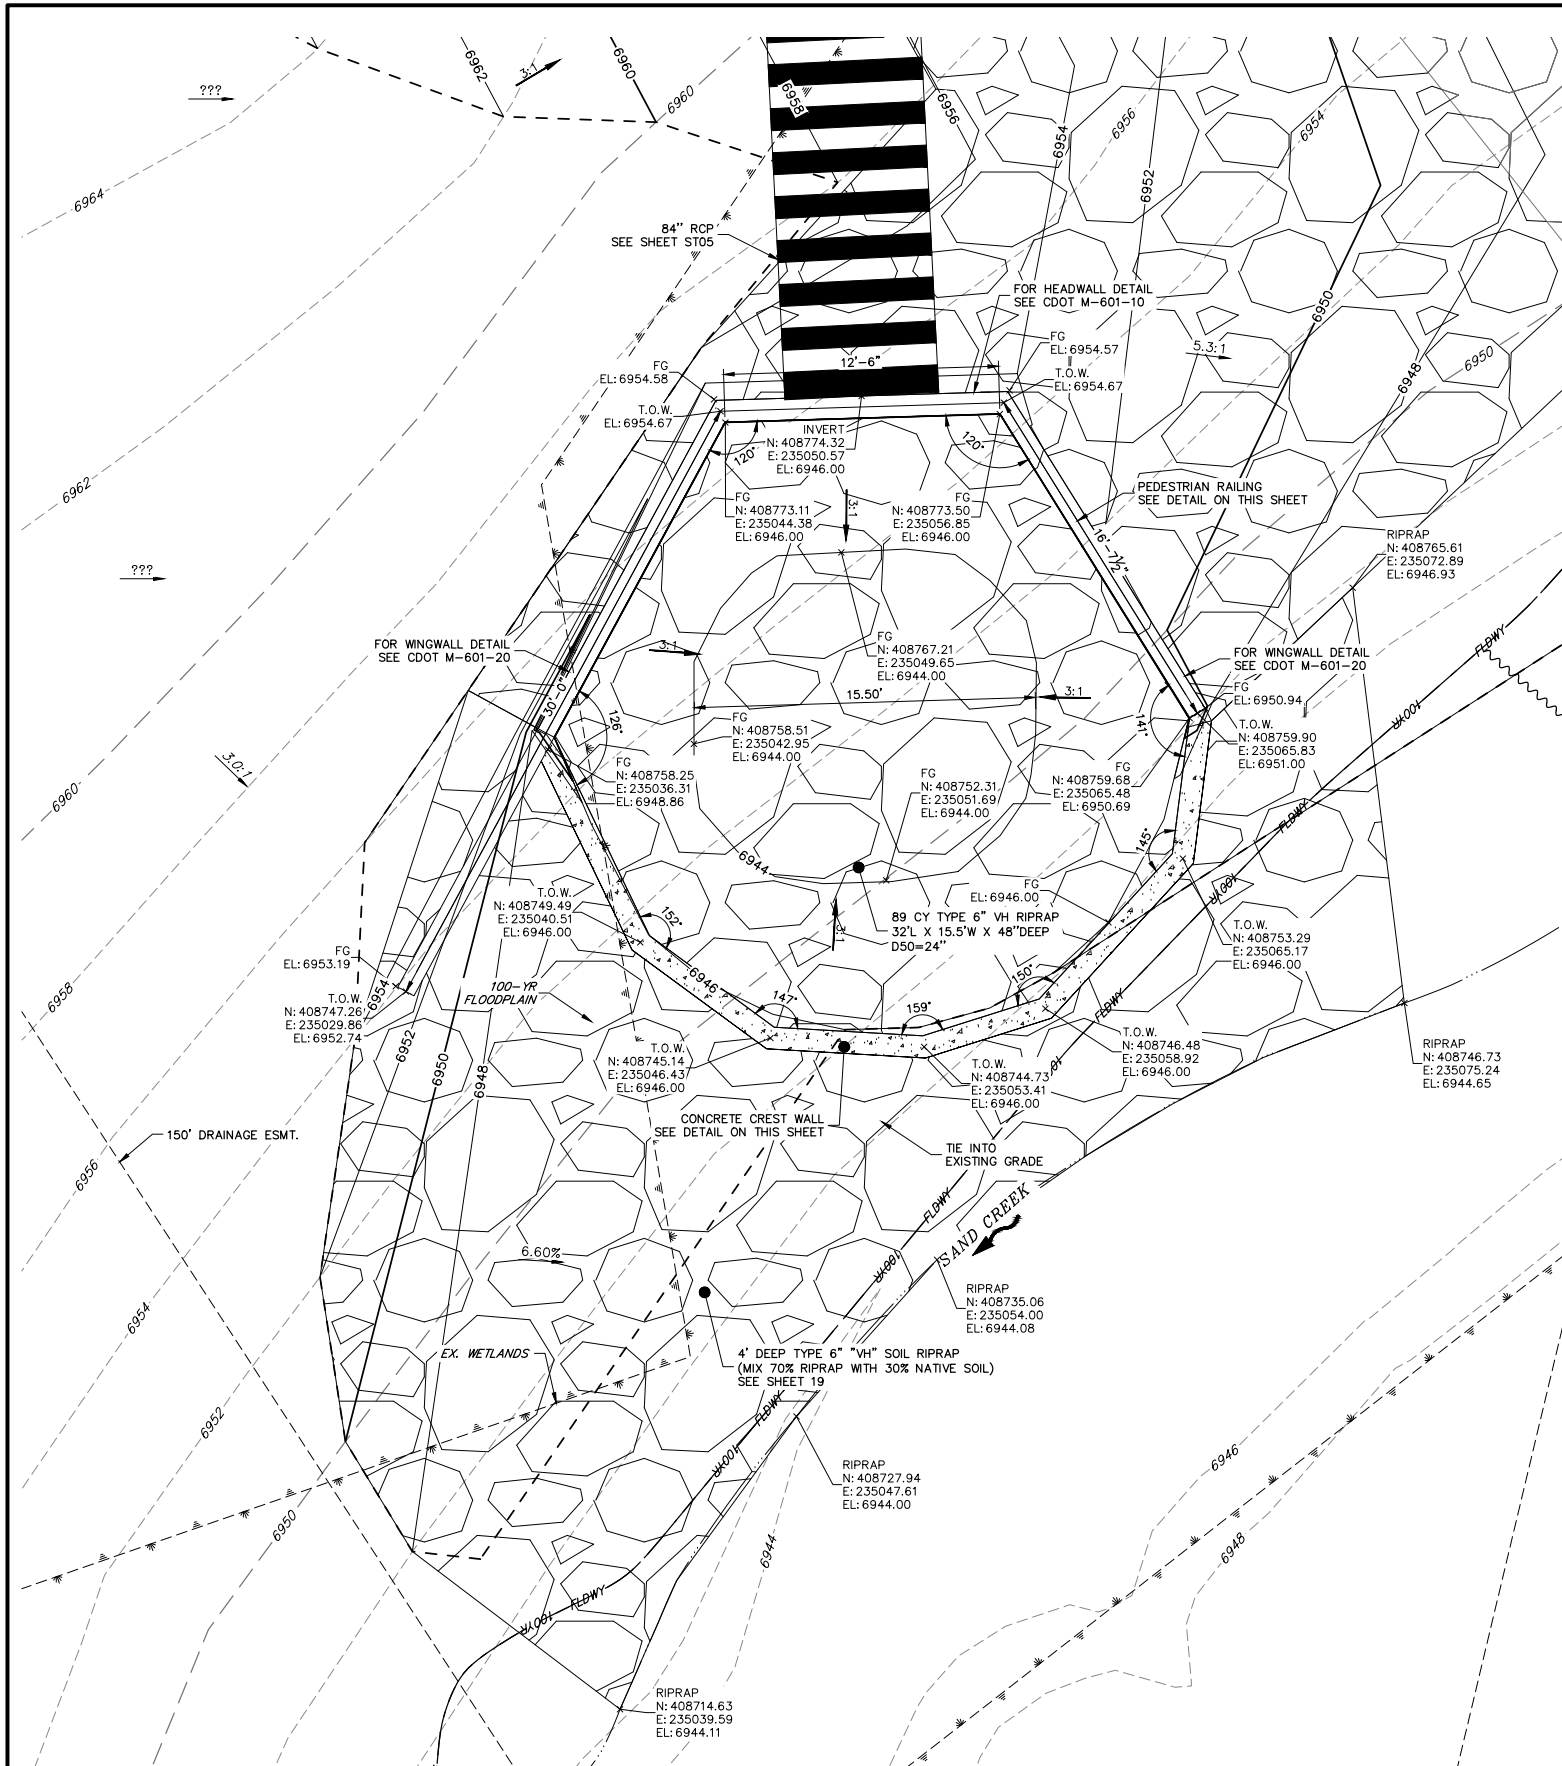 6962
3:1
6960
6960
6958
6956
6954
6956
6954
6952
???
6964
84" RCP
SEE SHEET ST05
FOR HEADWALL DETAIL
SEE CDOT M-601-10
6950
FG
EL: 6954.57
5.3:1
6950
6948
12'-6"
FG
EL: 6954.58
T.O.W.
EL: 6954.67
T.O.W.
EL: 6954.67
INVERT
N: 408774.32
E: 235050.57
EL: 6946.00
120°
120°
6962
PEDESTRIAN RAILING
SEE DETAIL ON THIS SHEET
FG
N: 408773.11
E: 235044.38
EL: 6946.00
3:1
FG
N: 408773.50
E: 235056.85
EL: 6946.00
16'-7½"
RIPRAP
N: 408765.61
E: 235072.89
EL: 6946.93
???
FOR WINGWALL DETAIL
SEE CDOT M-601-20
3:1
FG
N: 408767.21
E: 235049.65
EL: 6944.00
FLDWY
FOR WINGWALL DETAIL
SEE CDOT M-601-20
30'-0"
15.50'
3:1
FG
EL: 6950.94
126°
141°
100YR
FG
N: 408758.51
E: 235042.95
EL: 6944.00
T.O.W.
N: 408759.90
E: 235065.83
EL: 6951.00
3.0:1
FG
N: 408758.25
E: 235036.31
EL: 6948.86
FG
N: 408752.31
E: 235051.69
EL: 6944.00
FG
N: 408759.68
E: 235065.48
EL: 6950.69
6960
FLDWY
145°
6944
100YR
T.O.W.
N: 408749.49
E: 235040.51
EL: 6946.00
FG
EL: 6946.00
152°
89 CY TYPE 6" VH RIPRAP
32'L X 15.5'W X 48"DEEP
D50=24"
3:1
T.O.W.
N: 408753.29
E: 235065.17
EL: 6946.00
FG
EL: 6953.19
6946
150°
6958
6954
100-YR
FLOODPLAIN
147°
159°
FLDWY
T.O.W.
N: 408747.26
E: 235029.86
EL: 6952.74
6952
6950
6948
T.O.W.
N: 408745.14
E: 235046.43
EL: 6946.00
T.O.W.
N: 408746.48
E: 235058.92
EL: 6946.00
RIPRAP
N: 408746.73
E: 235075.24
EL: 6944.65
T.O.W.
N: 408744.73
E: 235053.41
EL: 6946.00
CONCRETE CREST WALL
SEE DETAIL ON THIS SHEET
150' DRAINAGE ESMT.
TIE INTO
EXISTING GRADE
6956
FLDWY
SAND CREEK
6.60%
100YR
6954
RIPRAP
N: 408735.06
E: 235054.00
EL: 6944.08
EX. WETLANDS
4' DEEP TYPE 6" "VH" SOIL RIPRAP
(MIX 70% RIPRAP WITH 30% NATIVE SOIL)
SEE SHEET 19
6952
FLDWY
6946
100YR
RIPRAP
N: 408727.94
E: 235047.61
EL: 6944.00
6950
6944
6948
100YR
FLDWY
RIPRAP
N: 408714.63
E: 235039.59
EL: 6944.11